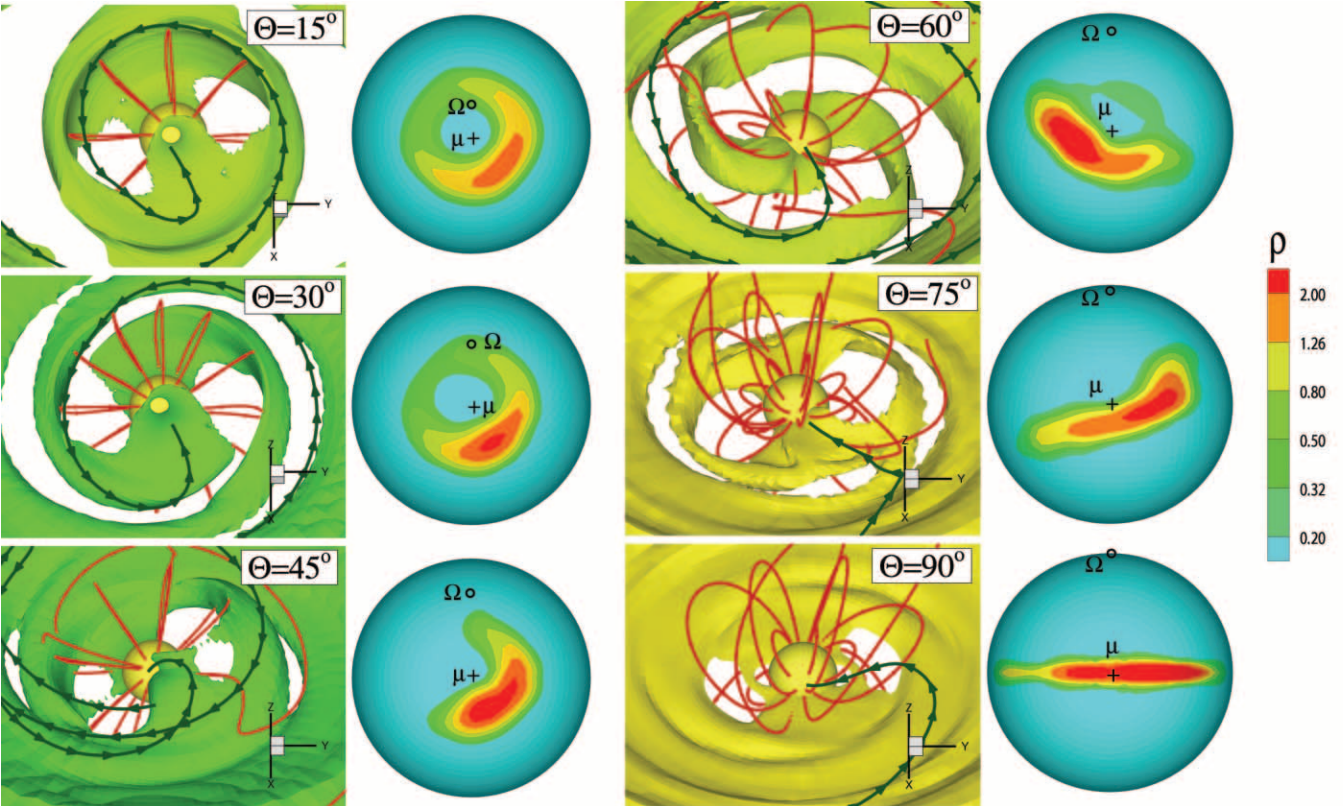 Θ=15°
Ω
μ
Z
Y
X
Θ=30°
Ω
μ
Z
Y
X
Θ=45°
Ω
μ
Z
Y
X
Θ=60°
Ω
μ
Z
Y
X
Θ=75°
Ω
μ
Z
Y
X
Θ=90°
Ω
μ
Z
Y
X
ρ
2.00
1.26
0.80
0.50
0.32
0.20